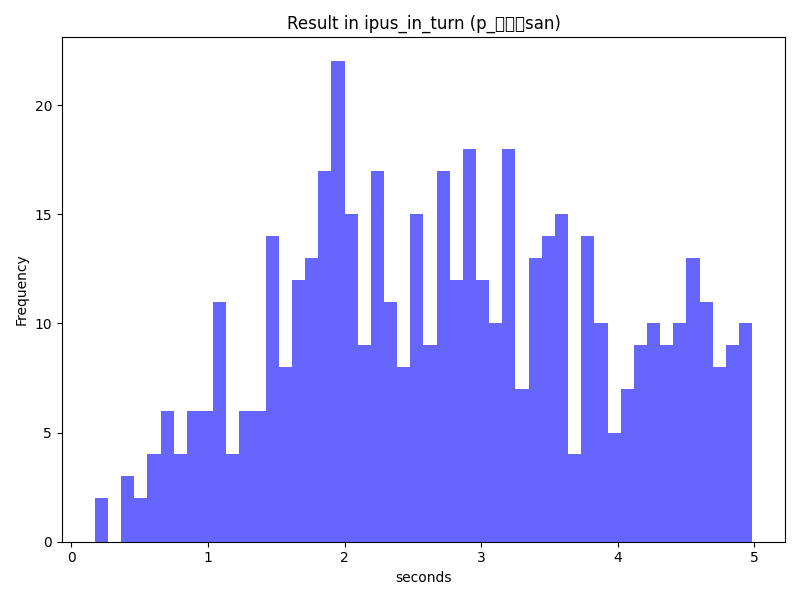 Result in ipus_in_turn (p_▯▯▯san)
Frequency
20
15
10
5
0
0 1 2 3 4 5
seconds